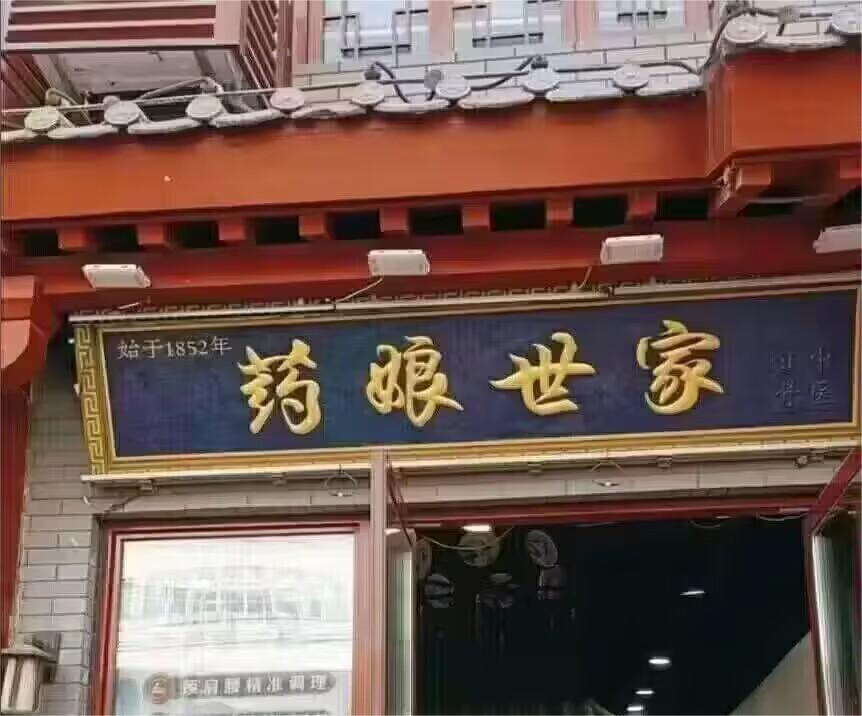 始于1852年
药娘世家
中医
肩腰精准调理